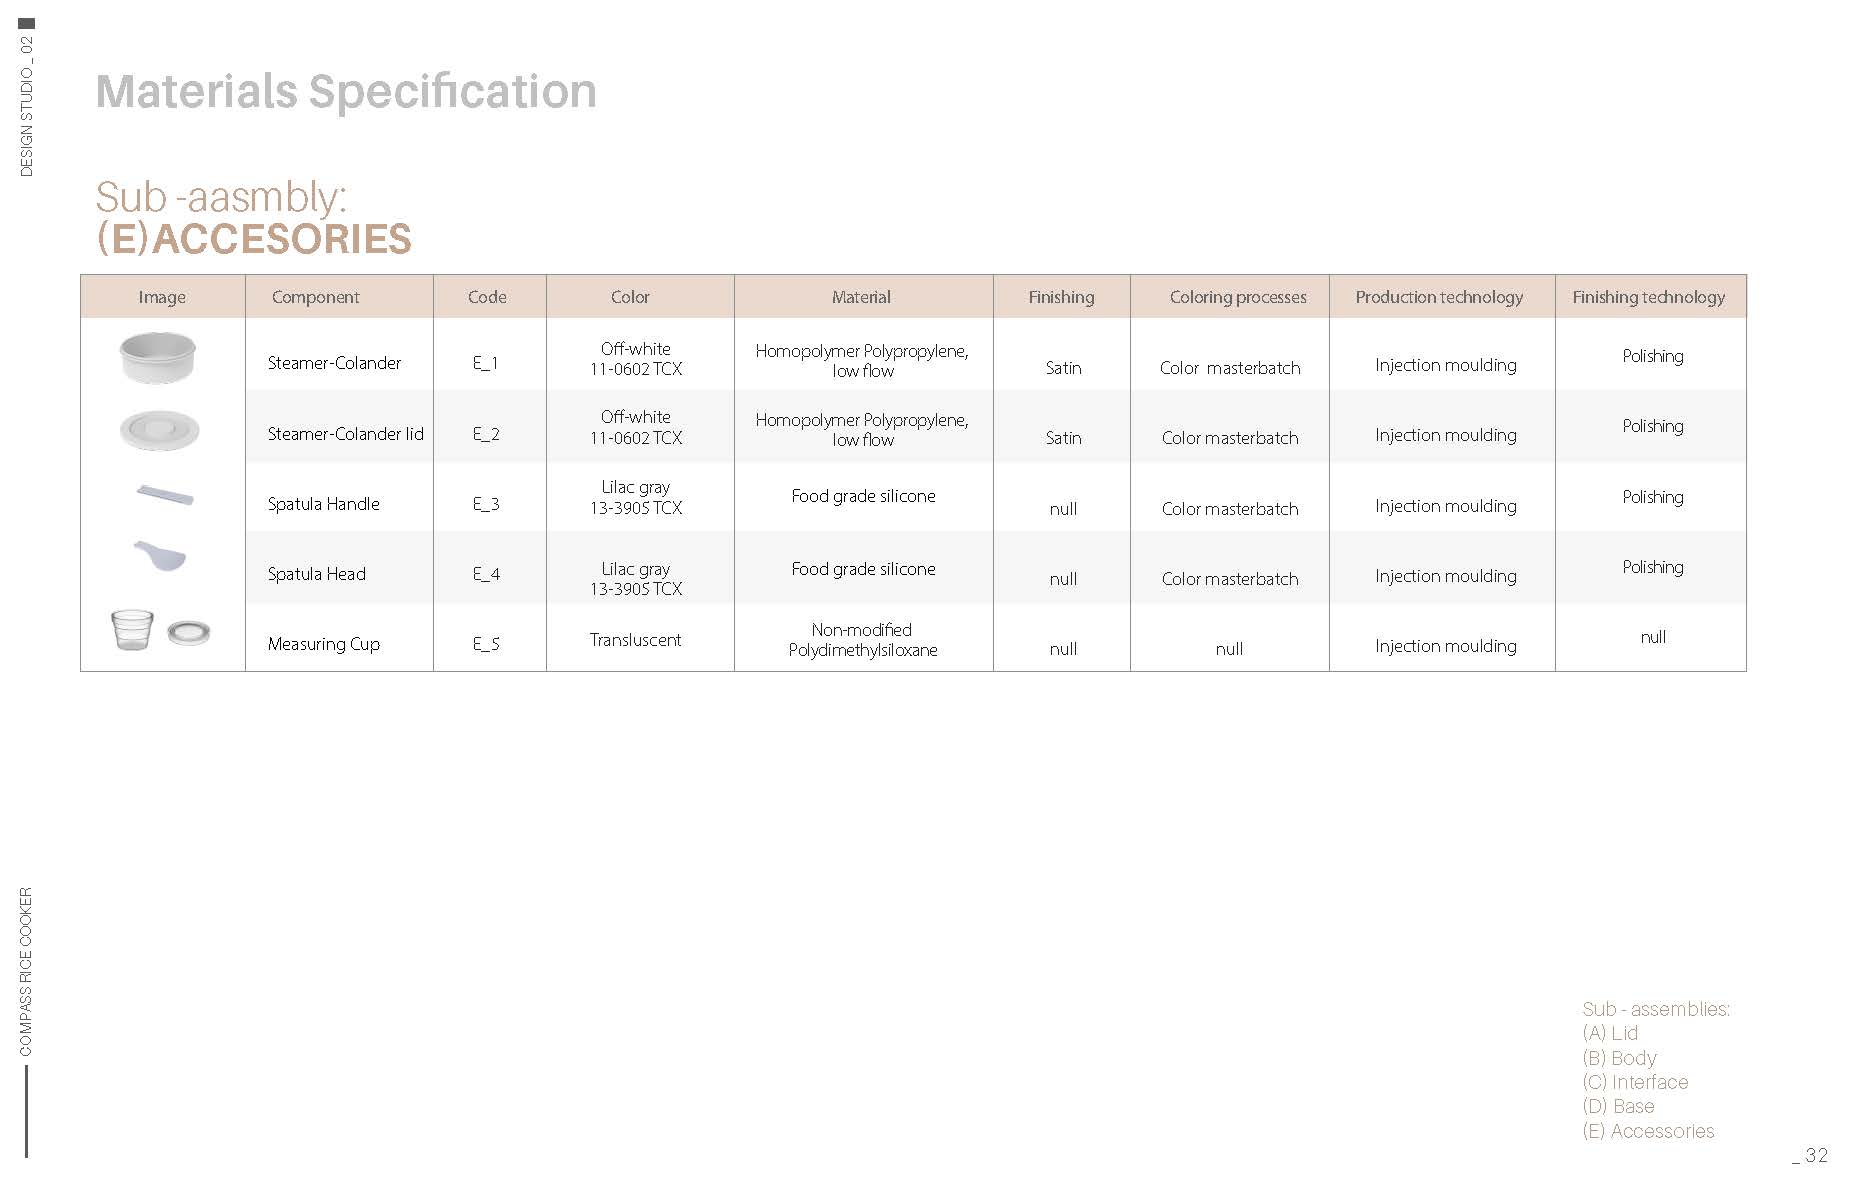 DESIGN STUDIO _ 02
Materials Specification
Sub -aasmbly:
(E)ACCESORIES
Image Component Code Color Material Finishing Coloring processes Production technology Finishing technology
Steamer-Colander E_1 Off-white 11-0602 TCX Homopolymer Polypropylene, low flow Satin Color masterbatch Injection moulding Polishing
Steamer-Colander lid E_2 Off-white 11-0602 TCX Homopolymer Polypropylene, low flow Satin Color masterbatch Injection moulding Polishing
Spatula Handle E_3 Lilac gray 13-3905 TCX Food grade silicone null Color masterbatch Injection moulding Polishing
Spatula Head E_4 Lilac gray 13-3905 TCX Food grade silicone null Color masterbatch Injection moulding Polishing
Measuring Cup E_5 Transluscent Non-modified Polydimethylsiloxane null null Injection moulding null
COMPASS RICE COOKER
Sub - assemblies:
(A) Lid
(B) Body
(C) Interface
(D) Base
(E) Accessories
_ 32